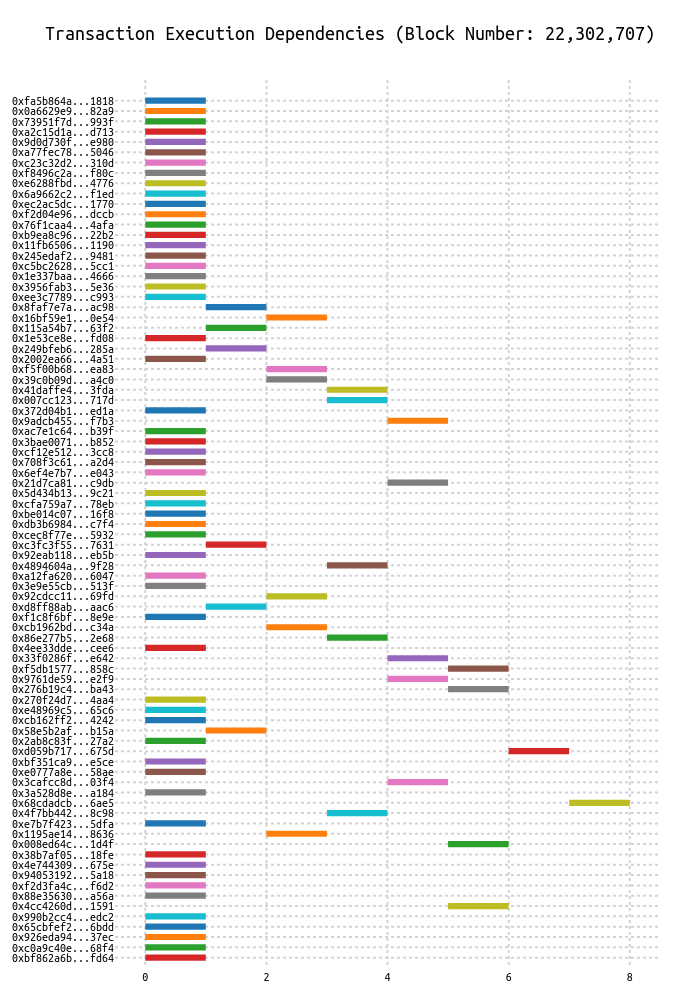 Transaction Execution Dependencies (Block Number: 22,302,707)
0xfa5b864a...1818
0x0a6629e9...82a9
0x73951f7d...993f
0xa2c15d1a...d713
0x9d0d730f...e980
0xa77fec78...5046
0xc23c32d2...310d
0xf8496c2a...f80c
0xe6288fbd...4776
0x6a9662c2...f1ed
0xec2ac5dc...1770
0xf2d04e96...dccb
0x76f1caa4...4afa
0xb9ea8c96...22b2
0x11fb6506...1190
0x245edaf2...9481
0xc5bc2628...5cc1
0x1e337baa...4666
0x3956fab3...5e36
0xee3c7789...c993
0x8faf7e7a...ac98
0x16bf59e1...0e54
0x115a54b7...63f2
0x1e53ce8e...fd08
0x249bfeb6...285a
0x2002ea66...4a51
0xf5f00b68...ea83
0x39c0b09d...a4c0
0x41daffe4...3fda
0x007cc123...717d
0x372d04b1...ed1a
0x9adcb455...f7b3
0xac7e1c64...b39f
0x3bae0071...b852
0xcf12e512...3cc8
0x708f3c61...a2d4
0x6ef4e7b7...e043
0x21d7ca81...c9db
0x5d434b13...9c21
0xcfa759a7...78eb
0xbe014c07...16f8
0xdb3b6984...c7f4
0xcec8f77e...5932
0xc3fc3f55...7631
0x92eab118...eb5b
0x4894604a...9f28
0xa12fa620...6047
0x3e9e55cb...513f
0x92cdcc11...69fd
0xd8ff88ab...aac6
0xf1c8f6bf...8e9e
0xcb1962bd...c34a
0x86e277b5...2e68
0x4ee33dde...cee6
0x33f0286f...e642
0xf5db1577...858c
0x9761de59...e2f9
0x276b19c4...ba43
0x270f24d7...4aa4
0xe48969c5...65c6
0xcb162ff2...4242
0x58e5b2af...b15a
0x2ab8c83f...27a2
0xd059b717...675d
0xbf351ca9...e5ce
0xe0777a8e...58ae
0x3cafcc8d...03f4
0x3a528d8e...a184
0x68cdadcb...6ae5
0x4f7bb442...8c98
0xe7b7f423...5dfa
0x1195ae14...8636
0x008ed64c...1d4f
0x38b7af05...18fe
0x4e744309...675e
0x94053192...5a18
0xf2d3fa4c...f6d2
0x88e35630...a56a
0x4cc4260d...1591
0x990b2cc4...edc2
0x65cbfef2...6bdd
0x926eda94...37ec
0xc0a9c40e...68f4
0xbf862a6b...fd64
0 2 4 6 8